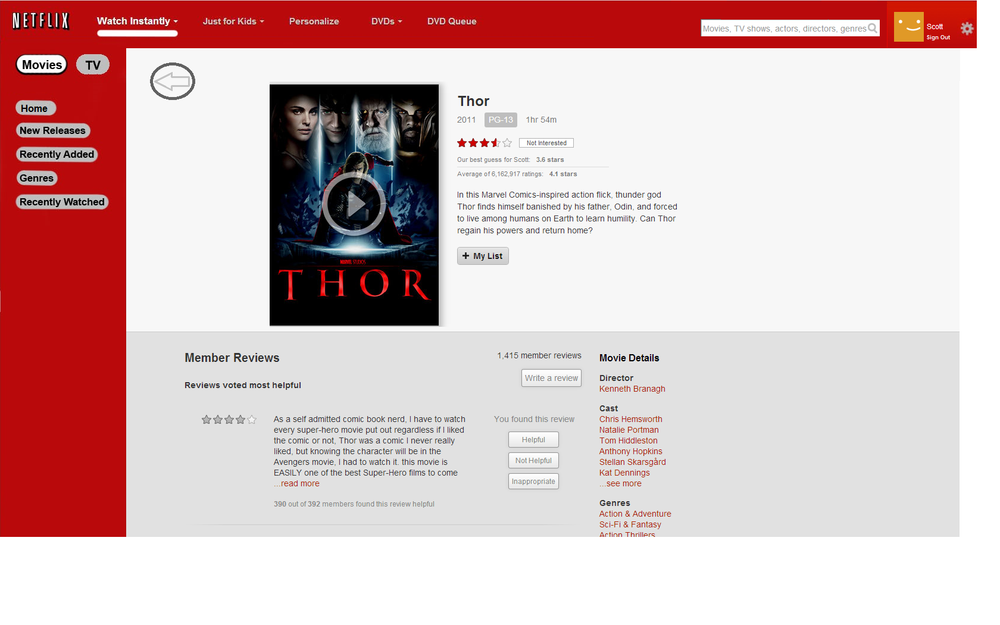 NETFLIX
Watch Instantly
Just for Kids
Personalize
DVDs
DVD Queue
Movies, TV shows, actors, directors, genres
Scott
Sign Out
Movies
TV
Home
New Releases
Recently Added
Genres
Recently Watched
MARVEL STUDIOS
THOR
Thor
2011 PG-13 1hr 54m
Not Interested
Our best guess for Scott: 3.6 stars
Average of 6,162,917 ratings: 4.1 stars
In this Marvel Comics-inspired action flick, thunder god
Thor finds himself banished by his father, Odin, and forced
to live among humans on Earth to learn humility. Can Thor
regain his powers and return home?
+ My List
Member Reviews
1,415 member reviews
Write a review
Reviews voted most helpful
As a self admitted comic book nerd, I have to watch
every super-hero movie put out regardless if I liked
the comic or not, Thor was a comic I never really
liked, but knowing the character will be in the
Avengers movie, I had to watch it. this movie is
EASILY one of the best Super-Hero films to come
...read more
390 out of 392 members found this review helpful
You found this review
Helpful
Not Helpful
Inappropriate
Movie Details
Director
Kenneth Branagh
Cast
Chris Hemsworth
Natalie Portman
Tom Hiddleston
Anthony Hopkins
Stellan Skarsgård
Kat Dennings
...see more
Genres
Action & Adventure
Sci-Fi & Fantasy
Action Thrillers